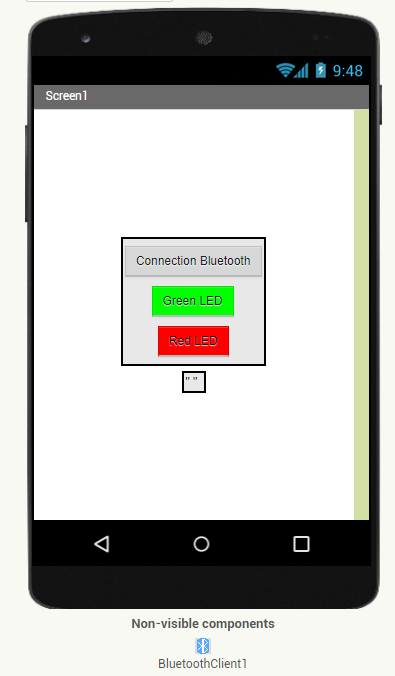 9:48
Screen1
Connection Bluetooth
Green LED
Red LED
" "
Non-visible components
BluetoothClient1